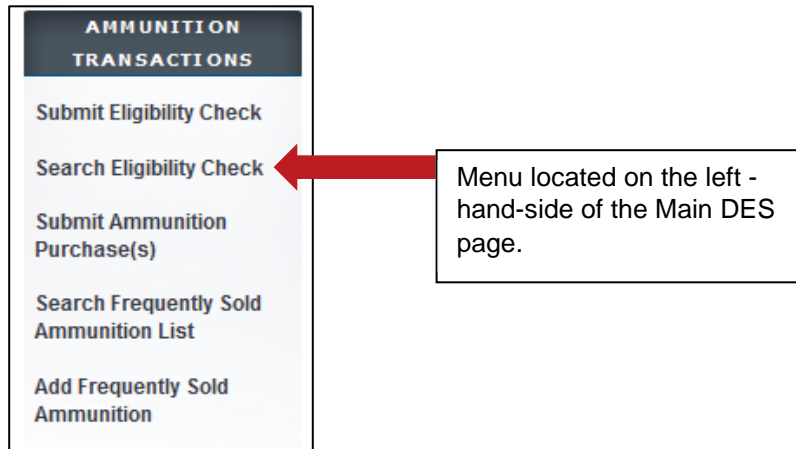 AMMUNITION
TRANSACTIONS
Submit Eligibility Check
Search Eligibility Check
Submit Ammunition
Purchase(s)
Search Frequently Sold
Ammunition List
Add Frequently Sold
Ammunition
Menu located on the left -
hand-side of the Main DES
page.